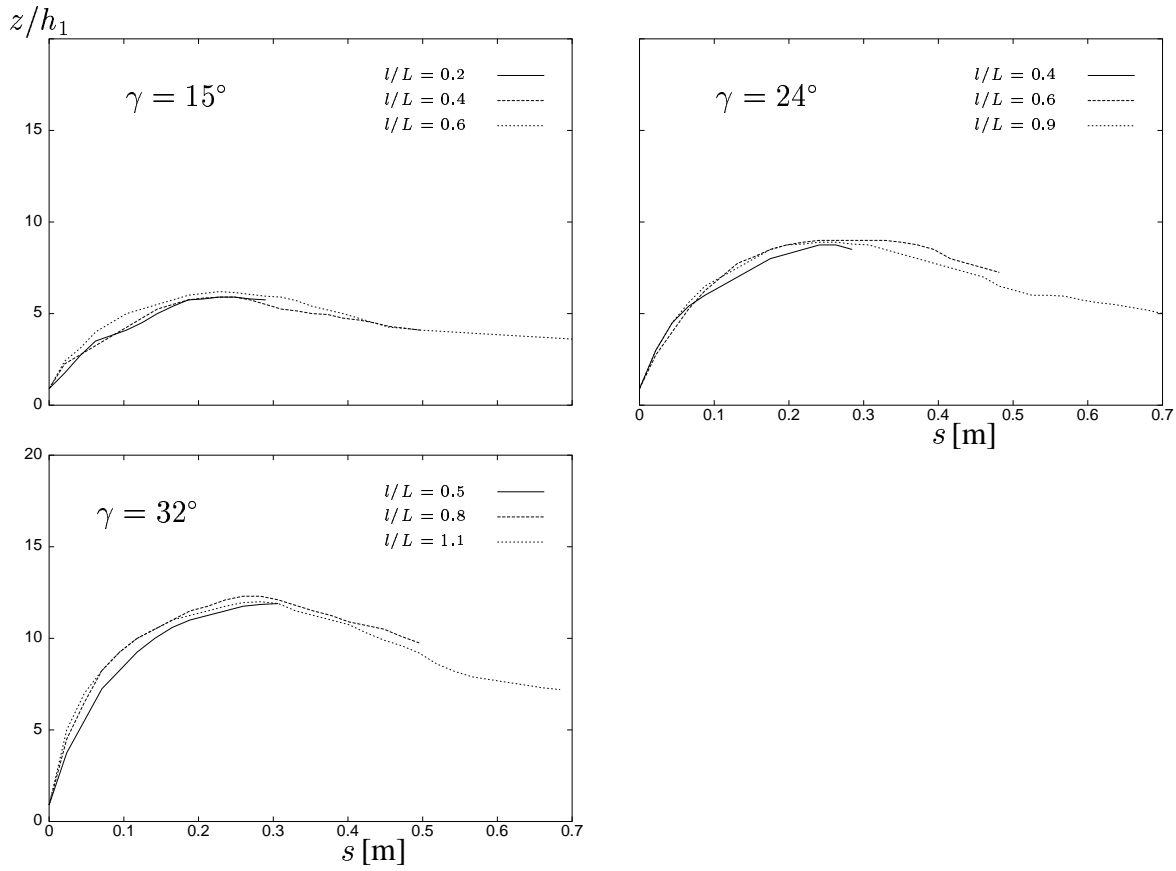 z/h₁
γ = 15°
l/L = 0.2
l/L = 0.4
l/L = 0.6
15
10
5
0
γ = 24°
l/L = 0.4
l/L = 0.6
l/L = 0.9
0 0.1 0.2 0.3 0.4 0.5 0.6 0.7
s [m]
γ = 32°
l/L = 0.5
l/L = 0.8
l/L = 1.1
20
15
10
5
0
0 0.1 0.2 0.3 0.4 0.5 0.6 0.7
s [m]